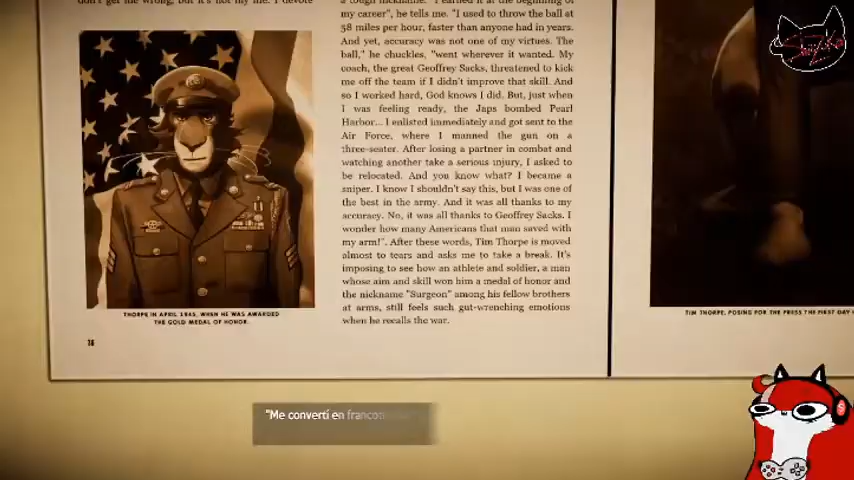 don't get me wrong, but it's not my
I devote
a tough nickname. "I earned it at the beginning of
my career", he tells me. "I used to throw the ball at
58 miles per hour, faster than anyone had in years.
And yet, accuracy was not one of my virtues. The
ball," he chuckles, "went wherever it wanted. My
coach, the great Geoffrey Sacks, threatened to kick
me off the team if I didn't improve that skill. And
so I worked hard, God knows I did. But, just when
I was feeling ready, the Japs bombed Pearl
Harbor... I enlisted immediately and got sent to the
Air Force, where I manned the gun on a
three-seater. After losing a partner in combat and
watching another take a serious injury, I asked to
be relocated. And you know what? I became a
sniper. I know I shouldn't say this, but I was one of
the best in the army. And it was all thanks to my
accuracy. No, it was all thanks to Geoffrey Sacks. I
wonder how many Americans that man saved with
my arm!". After these words, Tim Thorpe is moved
almost to tears and asks me to take a break. It's
imposing to see how an athlete and soldier, a man
whose aim and skill won him a medal of honor and
the nickname "Surgeon" among his fellow brothers
at arms, still feels such gut-wrenching emotions
when he recalls the war.
THORPE IN APRIL 1945, WHEN HE WAS AWARDED
THE GOLD MEDAL OF HONOR.
TIM THORPE, POSING FOR THE PRESS THE FIRST DAY
"Me convertí en franco